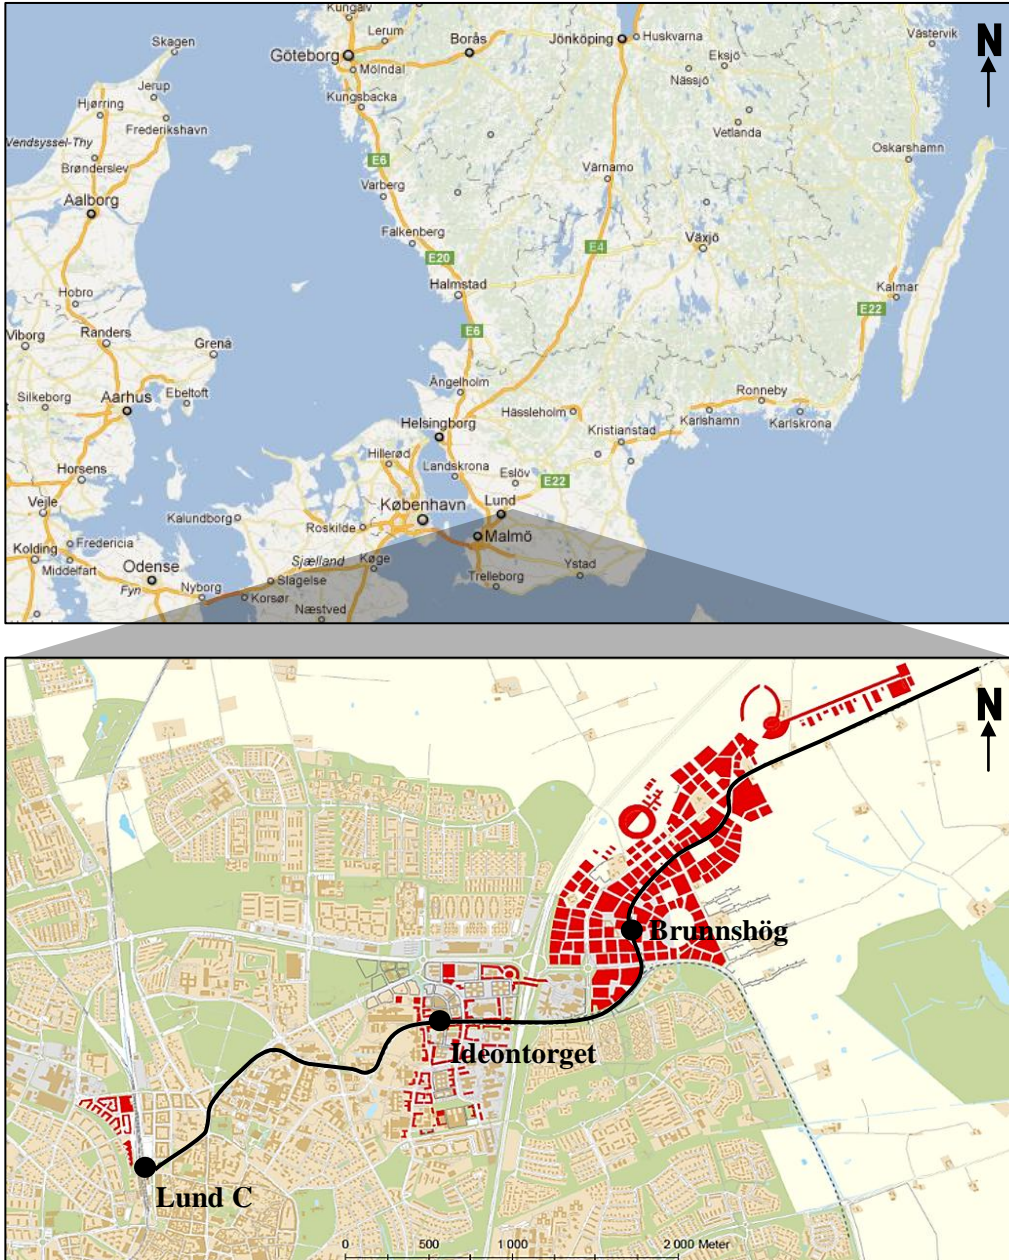 Kungälv
Skagen
Lerum
Borås
Jönköping
Huskvarna
Västervik
N
Göteborg
Mölndal
Eksjö
Nässjö
Jerup
Hjørring
Kungsbacka
Frederikshavn
Vetlanda
Vendsyssel-Thy
Brønderslev
E6
Värnamo
Oskarshamn
Varberg
Aalborg
Falkenberg
E4
Växjö
E20
Halmstad
Kalmar
Hobro
E22
E6
Viborg
Randers
Grenå
Ängelholm
Silkeborg
Aarhus
Ebeltoft
Ronneby
Hässleholm
Karlshamn
Karlskrona
Helsingborg
Kristianstad
Hillerød
Horsens
Landskrona
Eslöv
E22
Vejle
København
Lund
Kalundborg
Roskilde
Malmö
Kolding
Fredericia
Middelfart
Odense
Sjælland
Køge
Ystad
Fyn
Nyborg
Slagelse
Trelleborg
Korsør
Næstved
N
Brunnshög
Ideontorget
Lund C
0 500 1 000 2 000 Meter